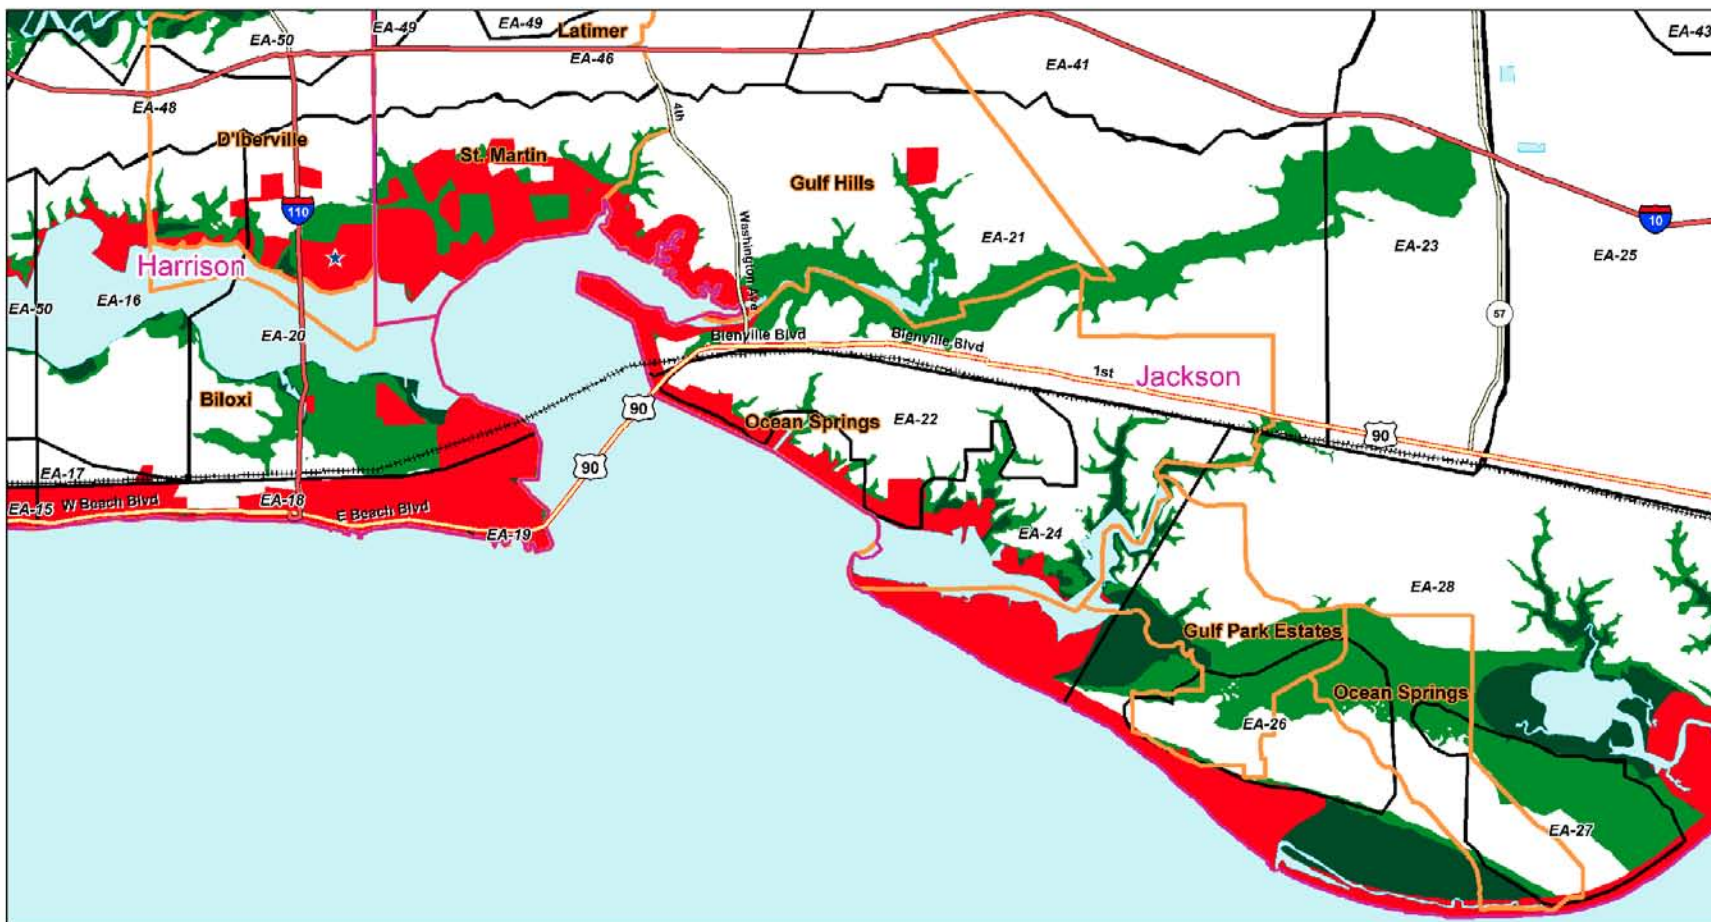 EA-49
EA-49
Latimer
EA-43
EA-50
EA-46
EA-41
EA-48
4th
D'Iberville
St. Martin
Gulf Hills
110
10
Washington Ave
EA-21
EA-23
EA-25
Harrison
EA-16
EA-50
57
EA-20
Bienville Blvd
Bienville Blvd
1st
Jackson
Biloxi
90
Ocean Springs
EA-22
90
90
EA-17
W Beach Blvd
EA-18
EA-15
E Beach Blvd
EA-19
EA-24
EA-28
Gulf Park Estates
Ocean Springs
EA-26
EA-27